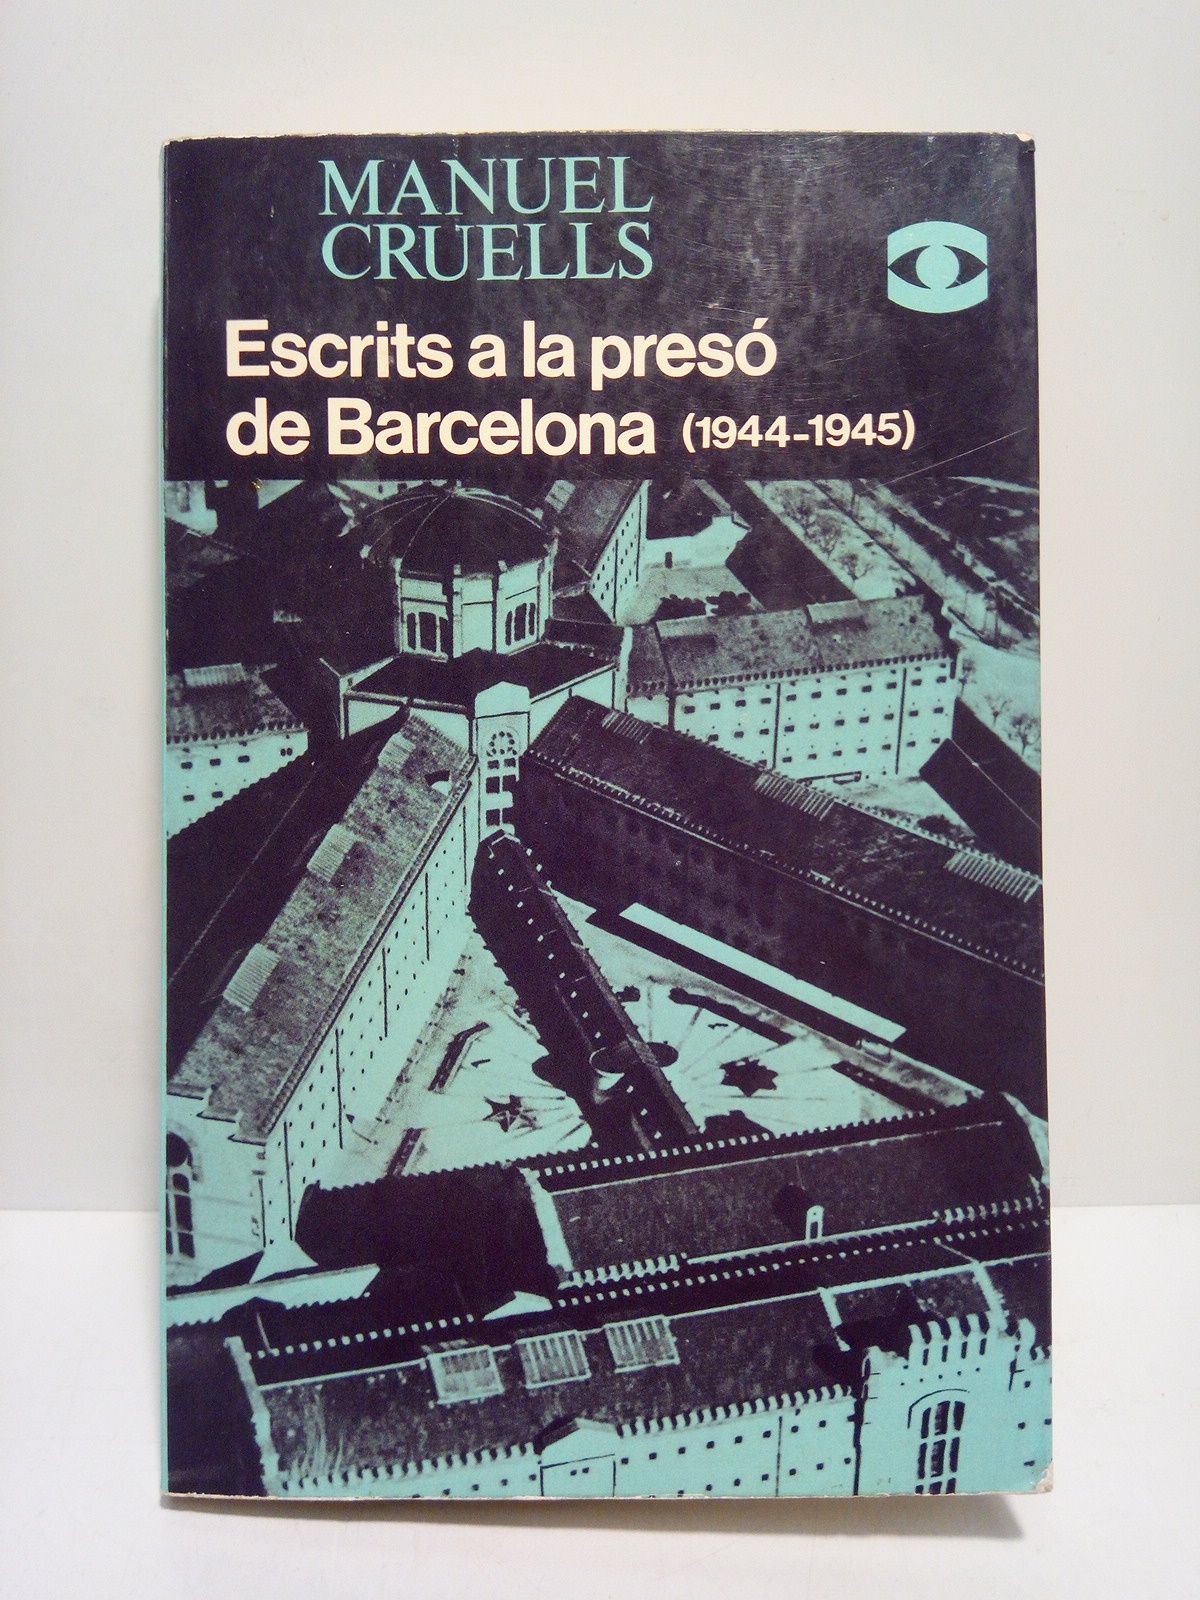 MANUEL
CRUELLS
Escrits a la presó
de Barcelona (1944-1945)